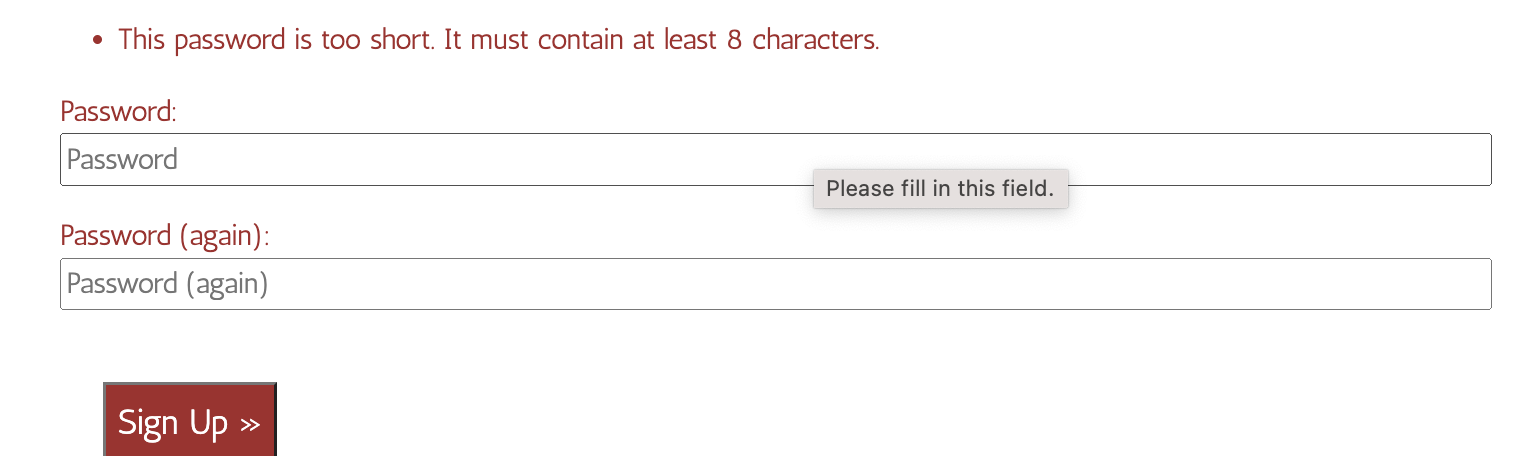 • This password is too short. It must contain at least 8 characters.
Password:
Password
Please fill in this field.
Password (again):
Password (again)
Sign Up »